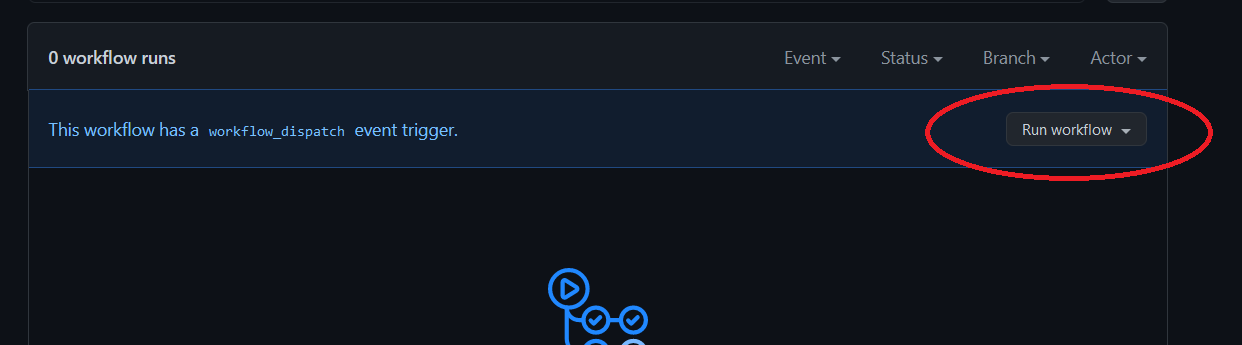 0 workflow runs
Event Status Branch Actor
This workflow has a workflow_dispatch event trigger.
Run workflow